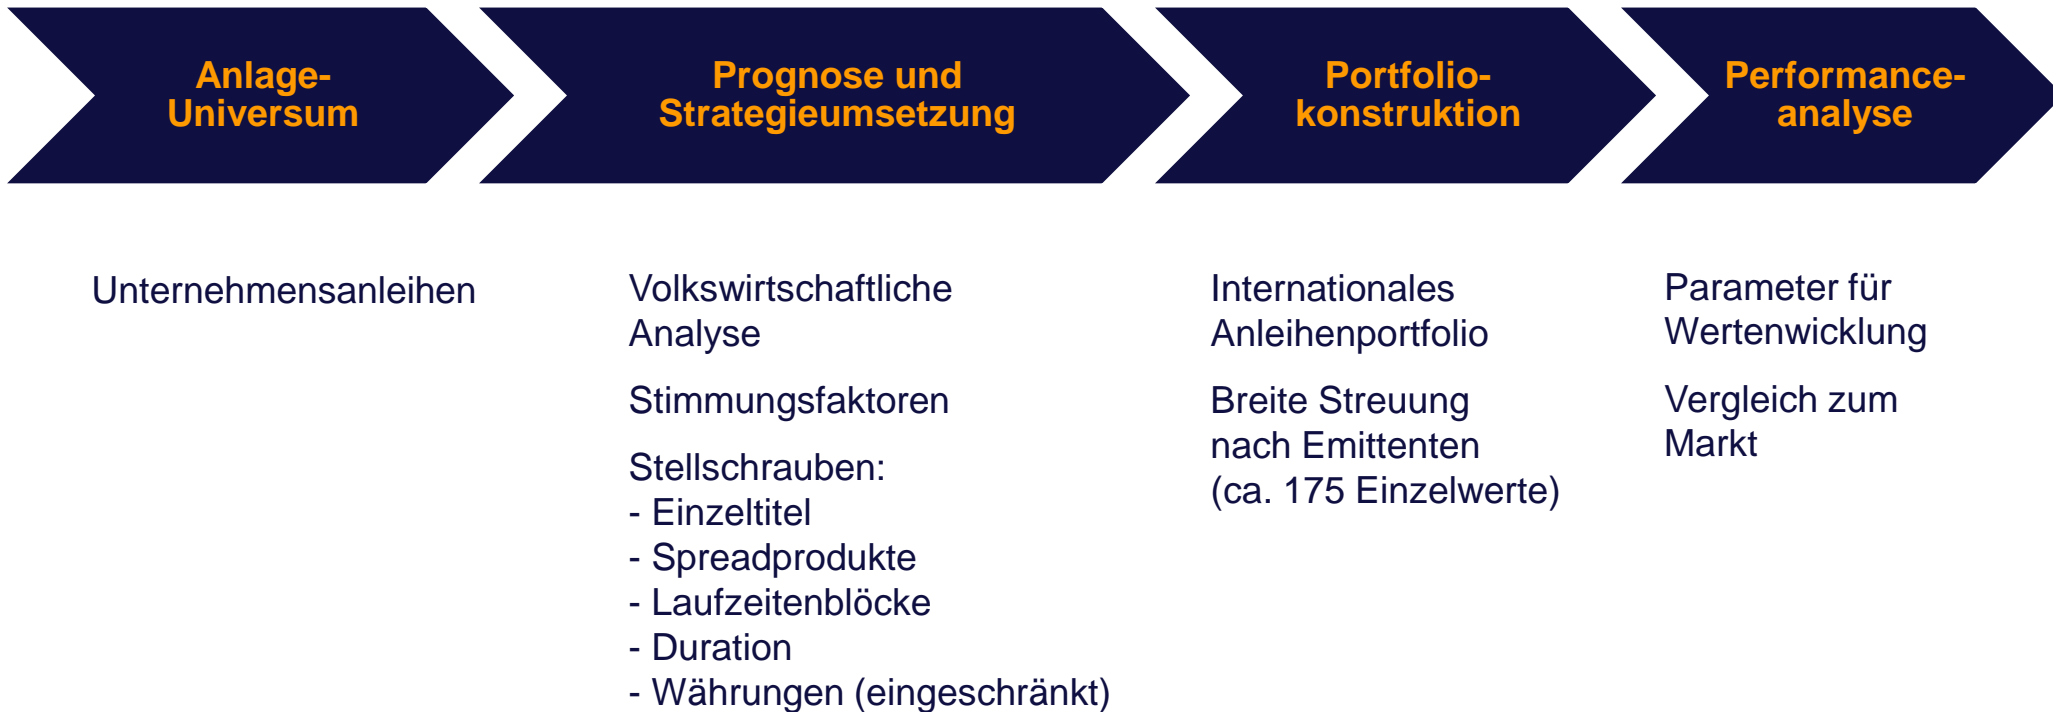 Anlage-
Universum
Prognose und
Strategieumsetzung
Portfolio-
konstruktion
Performance-
analyse
Unternehmensanleihen
Volkswirtschaftliche
Analyse
Stimmungsfaktoren
Stellschrauben:
- Einzeltitel
- Spreadprodukte
- Laufzeitenblöcke
- Duration
- Währungen (eingeschränkt)
Internationales
Anleihenportfolio
Breite Streuung
nach Emittenten
(ca. 175 Einzelwerte)
Parameter für
Wertenwicklung
Vergleich zum
Markt